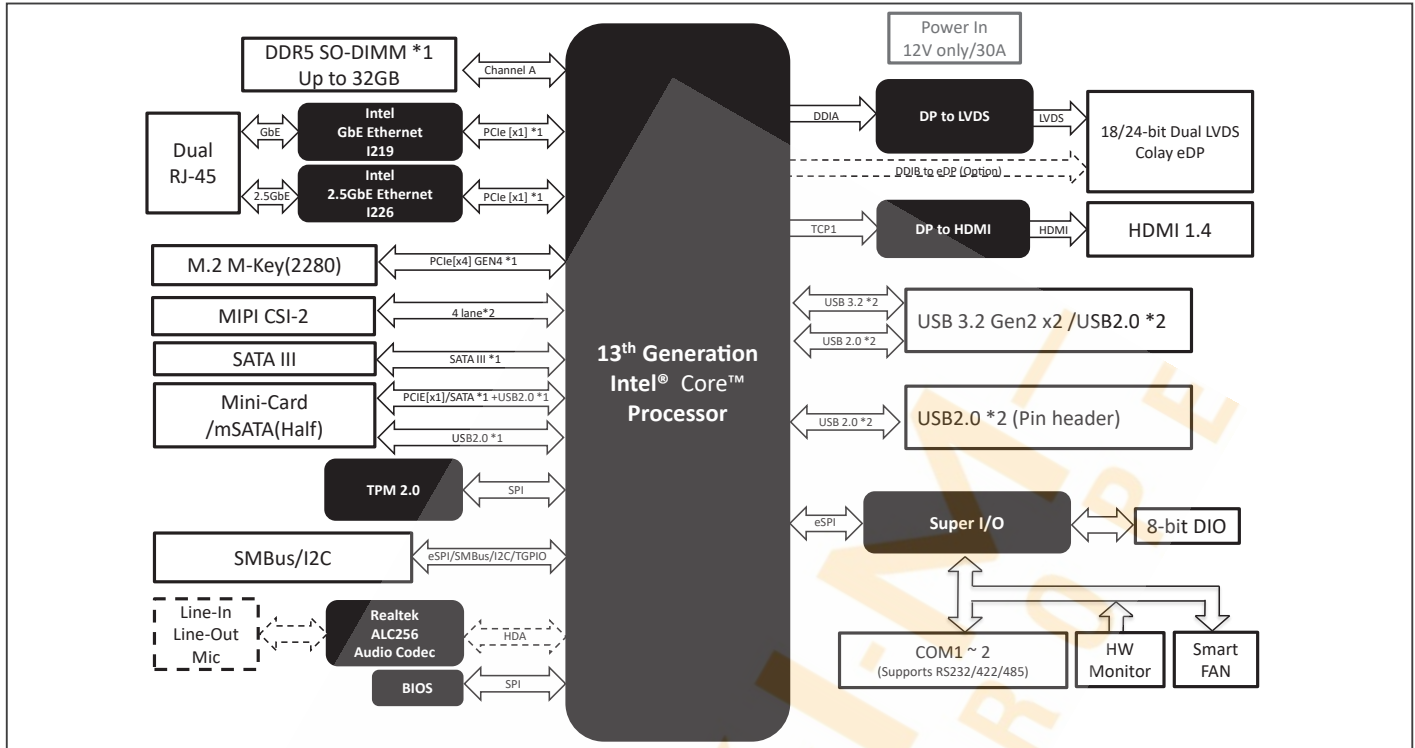 DDR5 SO-DIMM *1
Up to 32GB
Channel A
Dual
RJ-45
GbE
Intel
GbE Ethernet
I219
PCIe [x1] *1
2.5GbE
Intel
2.5GbE Ethernet
I226
PCIe [x1] *1
M.2 M-Key(2280)
PCIe[x4] GEN4 *1
MIPI CSI-2
4 lane*2
SATA III
SATA III *1
Mini-Card
/mSATA(Half)
PCIE[x1]/SATA *1 +USB2.0 *1
USB2.0 *1
TPM 2.0
SPI
SMBus/I2C
eSPI/SMBus/I2C/TGPIO
Line-In
Line-Out
Mic
Realtek
ALC256
Audio Codec
HDA
BIOS
SPI
13th Generation
Intel® Core™
Processor
Power In
12V only/30A
DDIA
DP to LVDS
LVDS
18/24-bit Dual LVDS
Colay eDP
DDIB to eDP (Option)
TCP1
DP to HDMI
HDMI
HDMI 1.4
USB 3.2 *2
USB 2.0 *2
USB 3.2 Gen2 x2 /USB2.0 *2
USB 2.0 *2
USB2.0 *2 (Pin header)
eSPI
Super I/O
8-bit DIO
COM1 ~ 2
(Supports RS232/422/485)
HW
Monitor
Smart
FAN